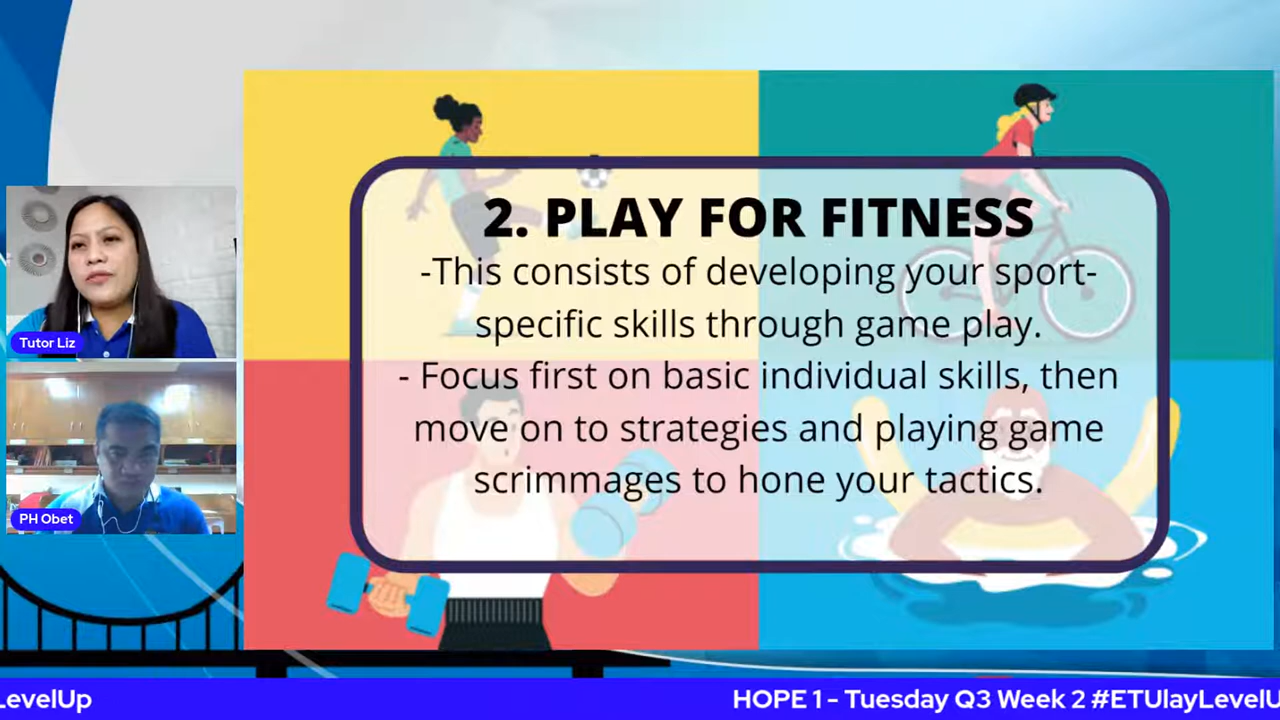 2. PLAY FOR FITNESS
-This consists of developing your sport-
specific skills through game play.
- Focus first on basic individual skills, then
move on to strategies and playing game
scrimmages to hone your tactics.
Tutor Liz
PH Obet
LevelUp
HOPE 1 - Tuesday Q3 Week 2 #ETUlayLevelU